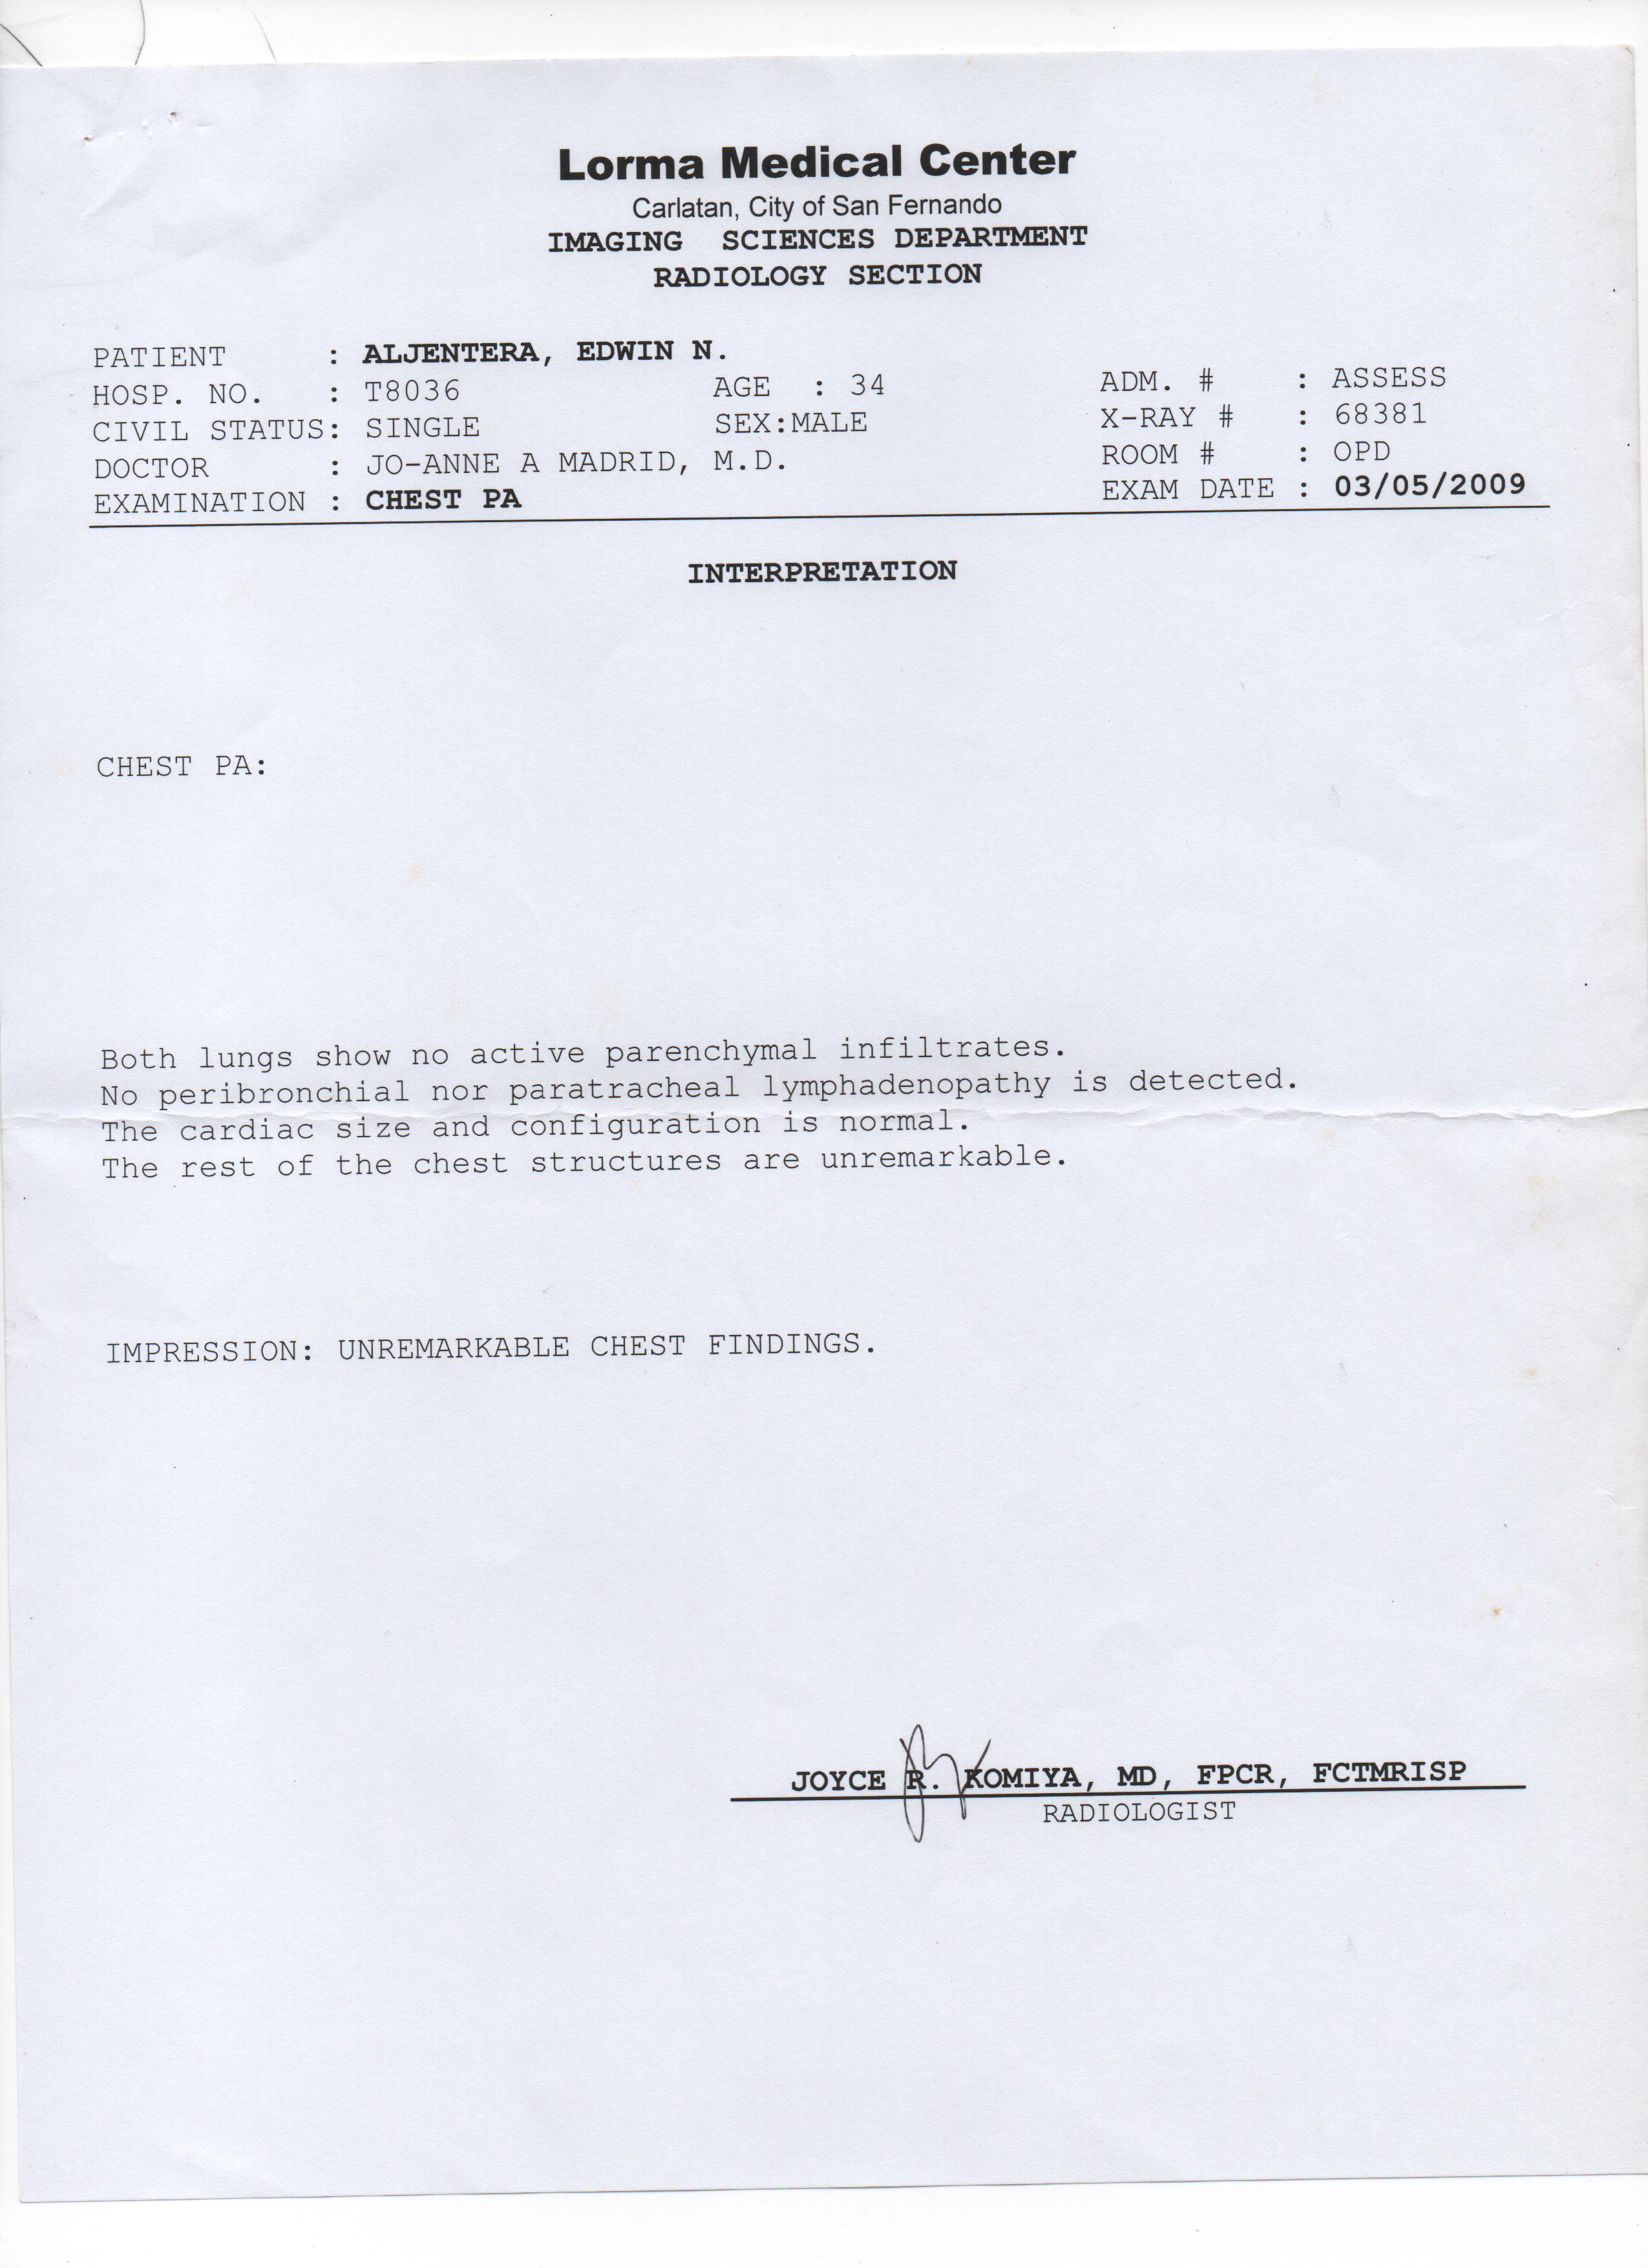 Lorma Medical Center
Carlatan, City of San Fernando
IMAGING SCIENCES DEPARTMENT
RADIOLOGY SECTION
PATIENT : ALJENTERA, EDWIN N.
HOSP. NO. : T8036 AGE : 34 ADM. # : ASSESS
CIVIL STATUS: SINGLE SEX:MALE X-RAY # : 68381
DOCTOR : JO-ANNE A MADRID, M.D. ROOM # : OPD
EXAMINATION : CHEST PA EXAM DATE : 03/05/2009
INTERPRETATION
CHEST PA:
Both lungs show no active parenchymal infiltrates.
No peribronchial nor paratracheal lymphadenopathy is detected.
The cardiac size and configuration is normal.
The rest of the chest structures are unremarkable.
IMPRESSION: UNREMARKABLE CHEST FINDINGS.
JOYCE R. KOMIYA, MD, FPCR, FCTMRISP
RADIOLOGIST